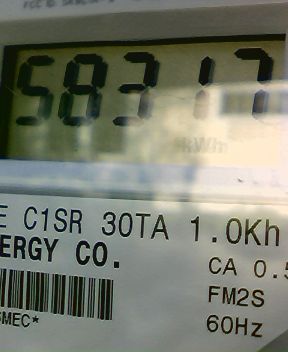 58317
kWh
E C1SR 30TA 1.0Kh
ERGY CO.
CA 0.5
FM2S
SMEC*
60Hz